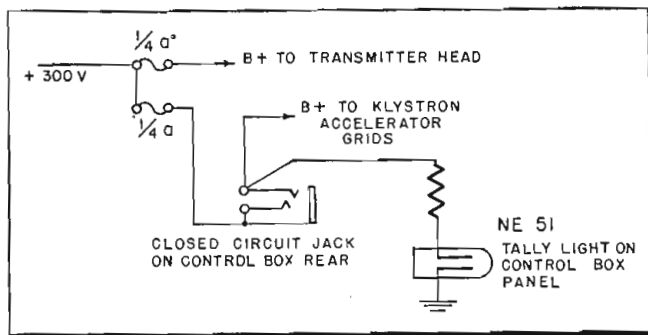 1/4 a
+ 300 V
B+ TO TRANSMITTER HEAD
1/4 a
B+ TO KLYSTRON
ACCELERATOR
GRIDS
CLOSED CIRCUIT JACK
ON CONTROL BOX REAR
NE 51
TALLY LIGHT ON
CONTROL BOX
PANEL